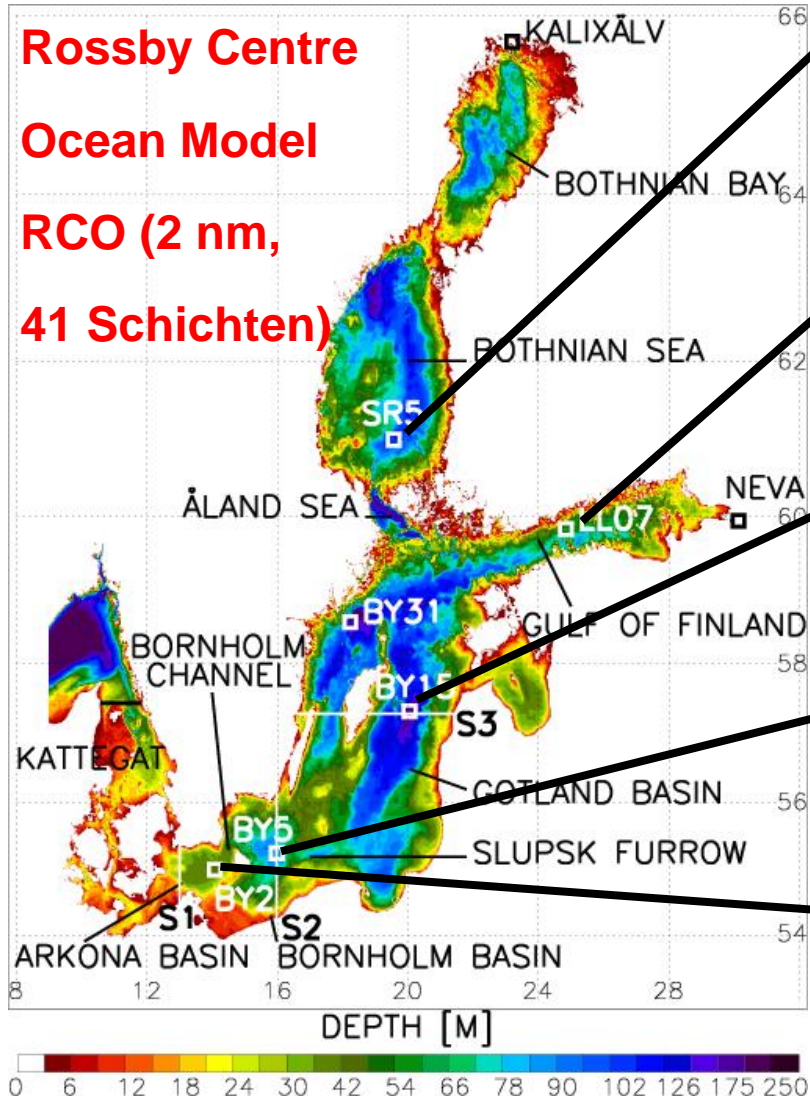 Rossby Centre
Ocean Model
RCO (2 nm,
41 Schichten)
KALIXÄLV
66
BOTHNIAN BAY
64
BOTHNIAN SEA
62
SR5
ÅLAND SEA
NEVA
60
LL07
BY31
GULF OF FINLAND
BORNHOLM
CHANNEL
58
BY15
S3
KATTEGAT
GOTLAND BASIN
56
BY5
SLUPSK FURROW
BY2
S1
S2
54
ARKONA BASIN
BORNHOLM BASIN
8 12 16 20 24 28
DEPTH [M]
0 6 12 18 24 30 42 54 66 78 90 102 126 175 250